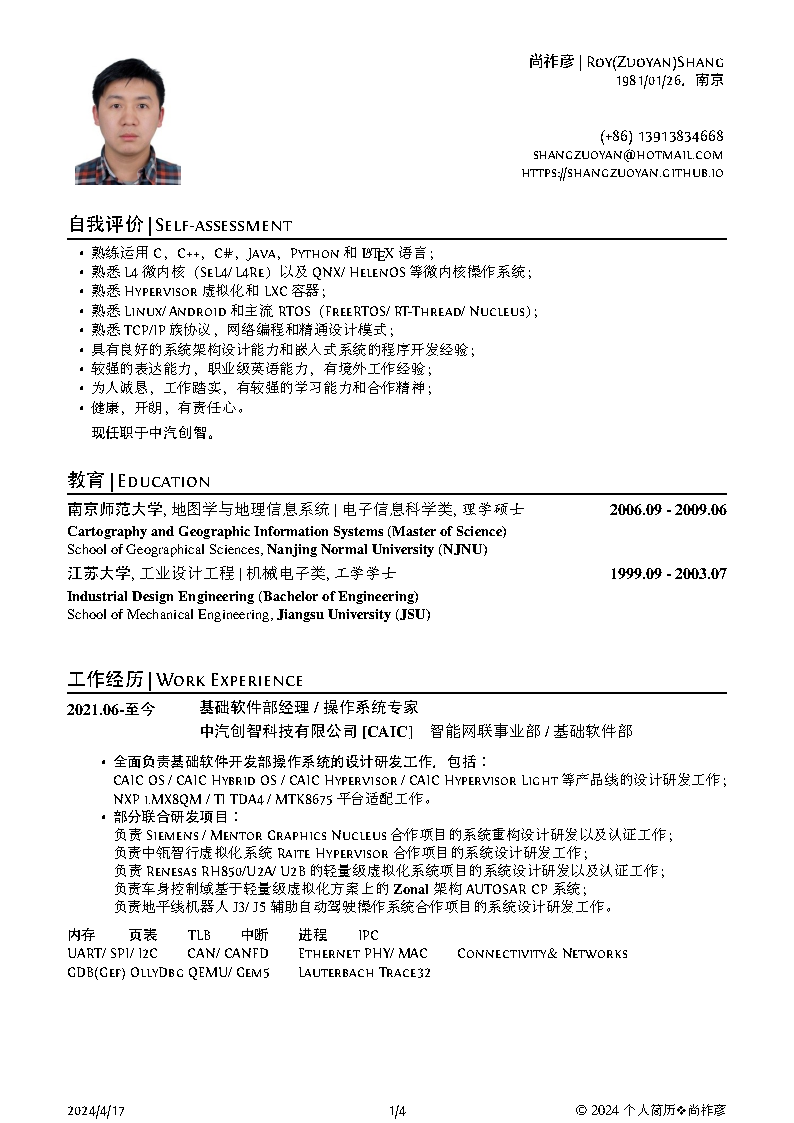 尚祚彦 | Roy(Zuoyan)Shang
1981/01/26，南京
(+86) 13913834668
shangzuoyan@hotmail.com
https://shangzuoyan.github.io
自我评价 | Self-assessment
• 熟练运用 C，C++，C#，Java，Python 和 LaTeX 语言；
• 熟悉 L4 微内核（SeL4/ L4Re）以及 QNX/ HelenOS 等微内核操作系统；
• 熟悉 Hypervisor 虚拟化和 LXC 容器；
• 熟悉 Linux/ Android 和主流 RTOS（FreeRTOS/ RT-Thread/ Nucleus）；
• 熟悉 TCP/IP 族协议，网络编程和精通设计模式；
• 具有良好的系统架构设计能力和嵌入式系统的程序开发经验；
• 较强的表达能力，职业级英语能力，有境外工作经验；
• 为人诚恳，工作踏实，有较强的学习能力和合作精神；
• 健康，开朗，有责任心。
现任职于中汽创智。
教育 | Education
南京师范大学, 地图学与地理信息系统 | 电子信息科学类, 理学硕士 2006.09 - 2009.06
Cartography and Geographic Information Systems (Master of Science)
School of Geographical Sciences, Nanjing Normal University (NJNU)
江苏大学, 工业设计工程 | 机械电子类, 工学学士 1999.09 - 2003.07
Industrial Design Engineering (Bachelor of Engineering)
School of Mechanical Engineering, Jiangsu University (JSU)
工作经历 | Work Experience
2021.06-至今 基础软件部经理 / 操作系统专家
中汽创智科技有限公司 [CAIC] 智能网联事业部 / 基础软件部
• 全面负责基础软件开发部操作系统的设计研发工作，包括：
CAIC OS / CAIC Hybrid OS / CAIC Hypervisor / CAIC Hypervisor Light 等产品线的设计研发工作；
NXP i.MX8QM / TI TDA4 / MTK8675 平台适配工作。
• 部分联合研发项目：
负责 Siemens / Mentor Graphics Nucleus 合作项目的系统重构设计研发以及认证工作；
负责中瓴智行虚拟化系统 Raite Hypervisor 合作项目的系统设计研发工作；
负责 Renesas RH850/U2A/ U2B 的轻量级虚拟化系统项目的系统设计研发以及认证工作；
负责车身控制域基于轻量级虚拟化方案上的 Zonal 架构 AUTOSAR CP 系统；
负责地平线机器人 J3/ J5 辅助自动驾驶操作系统合作项目的系统设计研发工作。
内存 页表 TLB 中断 进程 IPC
UART/ SPI/ I2C CAN/ CANFD Ethernet PHY/ MAC Connectivity& Networks
GDB(Gef) OllyDbg QEMU/ Gem5 Lauterbach Trace32
2024/4/17 1/4 © 2024 个人简历❖尚祚彦